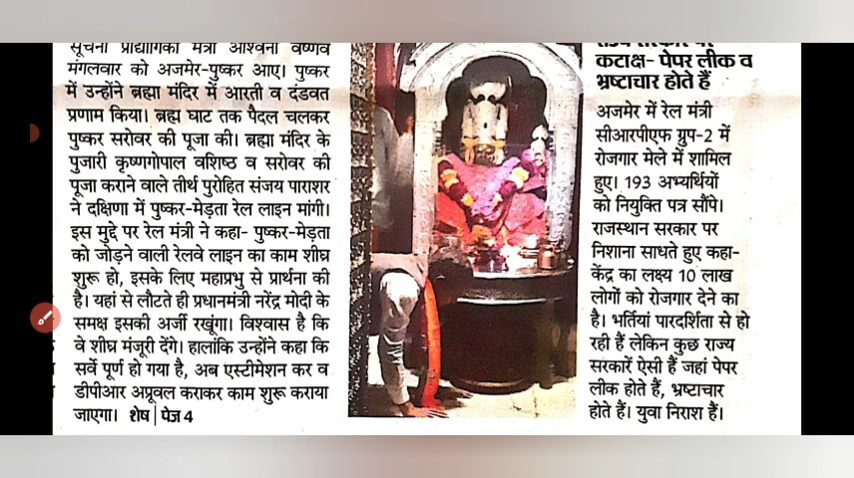 सूचना प्रौद्योगिकी मंत्री अश्विनी वैष्णव
मंगलवार को अजमेर-पुष्कर आए। पुष्कर
में उन्होंने ब्रह्मा मंदिर में आरती व दंडवत
प्रणाम किया। ब्रह्म घाट तक पैदल चलकर
पुष्कर सरोवर की पूजा की। ब्रह्मा मंदिर के
पुजारी कृष्णगोपाल वशिष्ठ व सरोवर की
पूजा कराने वाले तीर्थ पुरोहित संजय पाराशर
ने दक्षिणा में पुष्कर-मेड़ता रेल लाइन मांगी।
इस मुद्दे पर रेल मंत्री ने कहा- पुष्कर-मेड़ता
को जोड़ने वाली रेलवे लाइन का काम शीघ्र
शुरू हो, इसके लिए महाप्रभु से प्रार्थना की
है। यहां से लौटते ही प्रधानमंत्री नरेंद्र मोदी के
समक्ष इसकी अर्जी रखूंगा। विश्वास है कि
वे शीघ्र मंजूरी देंगे। हालांकि उन्होंने कहा कि
सर्वे पूर्ण हो गया है, अब एस्टीमेशन कर व
डीपीआर अप्रूवल कराकर काम शुरू कराया
जाएगा। शेष | पेज 4
कटाक्ष- पेपर लीक व
भ्रष्टाचार होते हैं
अजमेर में रेल मंत्री
सीआरपीएफ ग्रुप-2 में
रोजगार मेले में शामिल
हुए। 193 अभ्यर्थियों
को नियुक्ति पत्र सौंपे।
राजस्थान सरकार पर
निशाना साधते हुए कहा-
केंद्र का लक्ष्य 10 लाख
लोगों को रोजगार देने का
है। भर्तियां पारदर्शिता से हो
रही हैं लेकिन कुछ राज्य
सरकारें ऐसी हैं जहां पेपर
लीक होते हैं, भ्रष्टाचार
होते हैं। युवा निराश हैं।